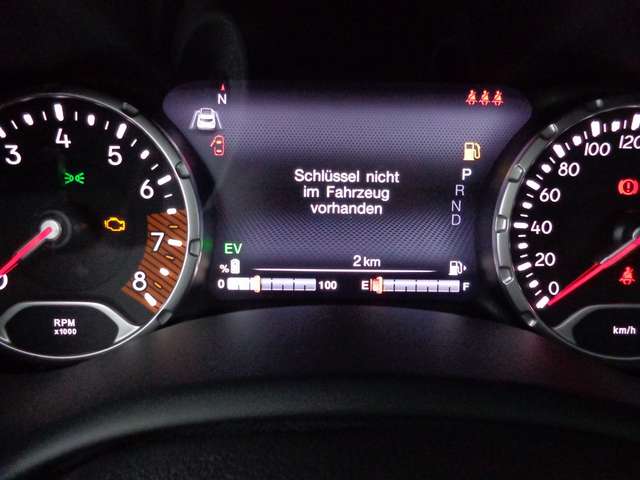 3
4
5
6
7
8
0
RPM
x1000
N
EV
%
0
100
Schlüssel nicht
im Fahrzeug
vorhanden
2 km
E
F
P
R
N
D
0
20
40
60
80
100
120
km/h